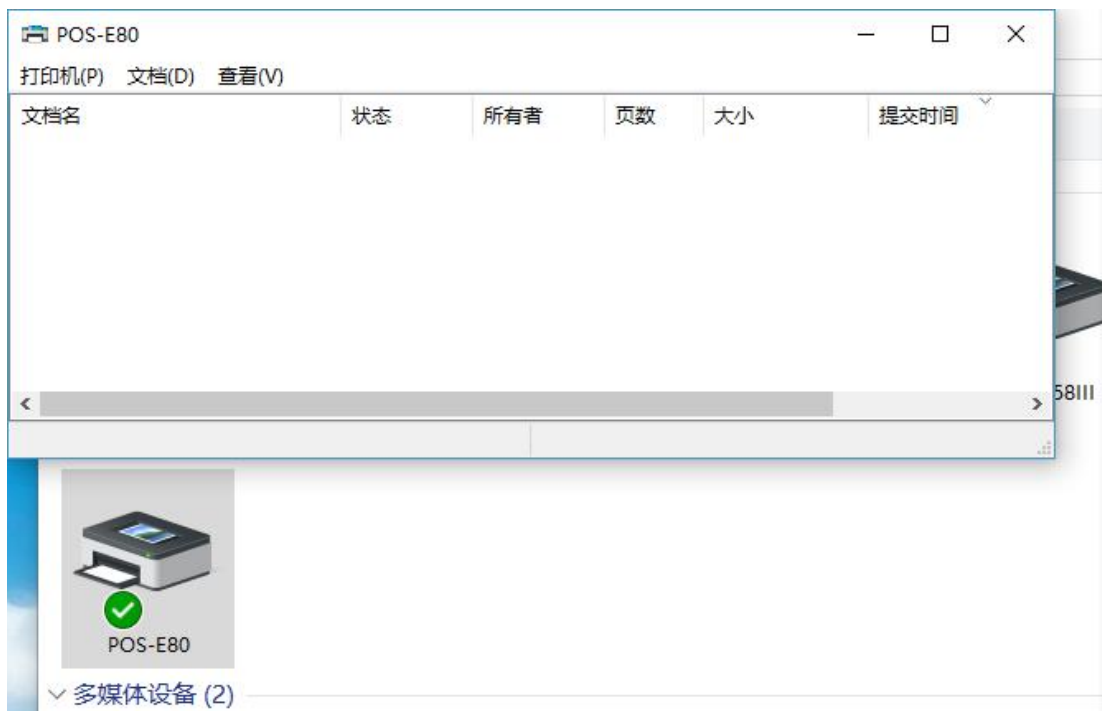 POS-E80
打印机(P) 文档(D) 查看(V)
文档名 状态 所有者 页数 大小 提交时间
58III
POS-E80
多媒体设备 (2)